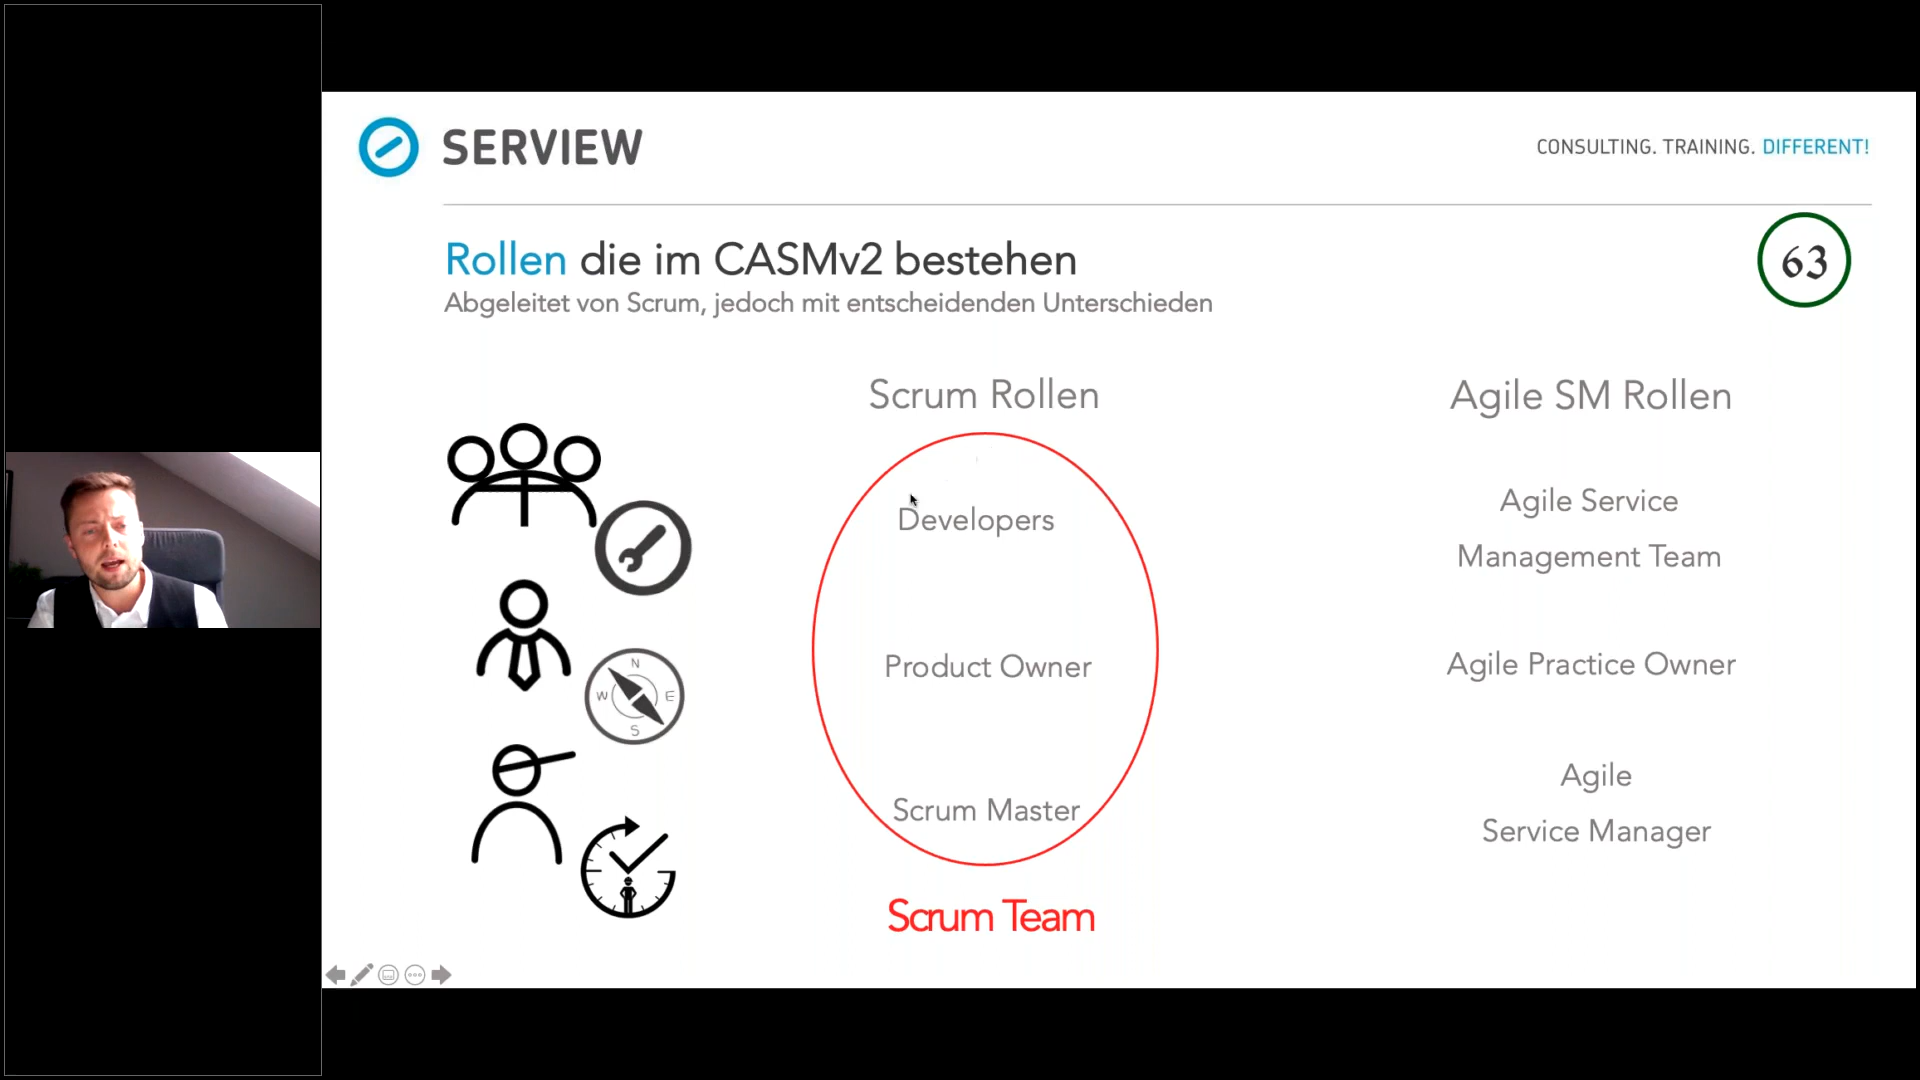 SERVIEW
CONSULTING. TRAINING. DIFFERENT!
Rollen die im CASMv2 bestehen
63
Abgeleitet von Scrum, jedoch mit entscheidenden Unterschieden
Scrum Rollen
Agile SM Rollen
Developers
Agile Service
Management Team
N
W
E
S
Product Owner
Agile Practice Owner
Scrum Master
Agile
Service Manager
Scrum Team